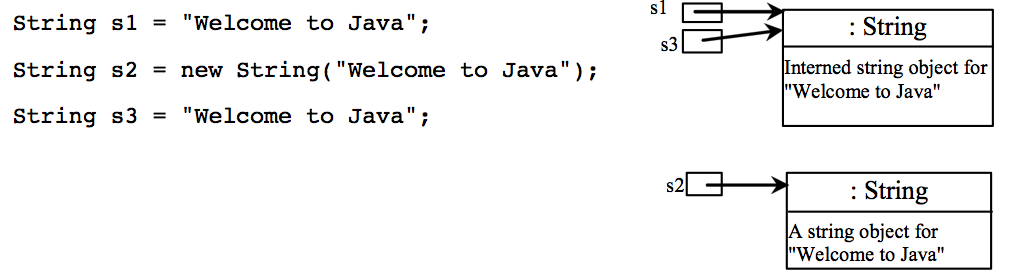 String s1 = "Welcome to Java";
String s2 = new String("Welcome to Java");
String s3 = "Welcome to Java";
s1
s3
: String
Interned string object for
"Welcome to Java"
s2
: String
A string object for
"Welcome to Java"